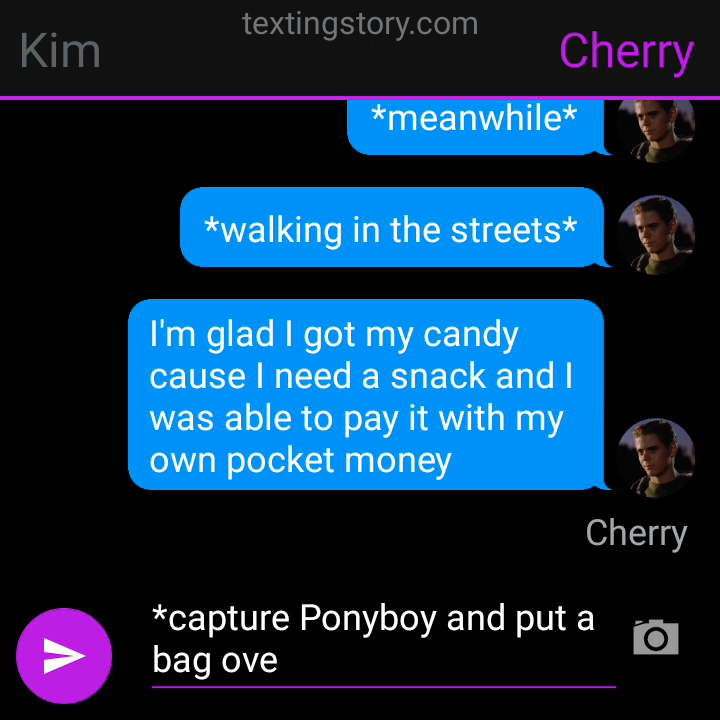 textingstory.com
Kim
Cherry
*meanwhile*
*walking in the streets*
I'm glad I got my candy
cause I need a snack and I
was able to pay it with my
own pocket money
Cherry
*capture Ponyboy and put a
bag ove